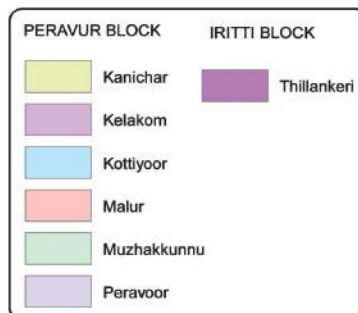 PERAVUR BLOCK
Kanichar
Kelakom
Kottiyoor
Malur
Muzhakkunnu
Peravoor
IRITTI BLOCK
Thillankeri